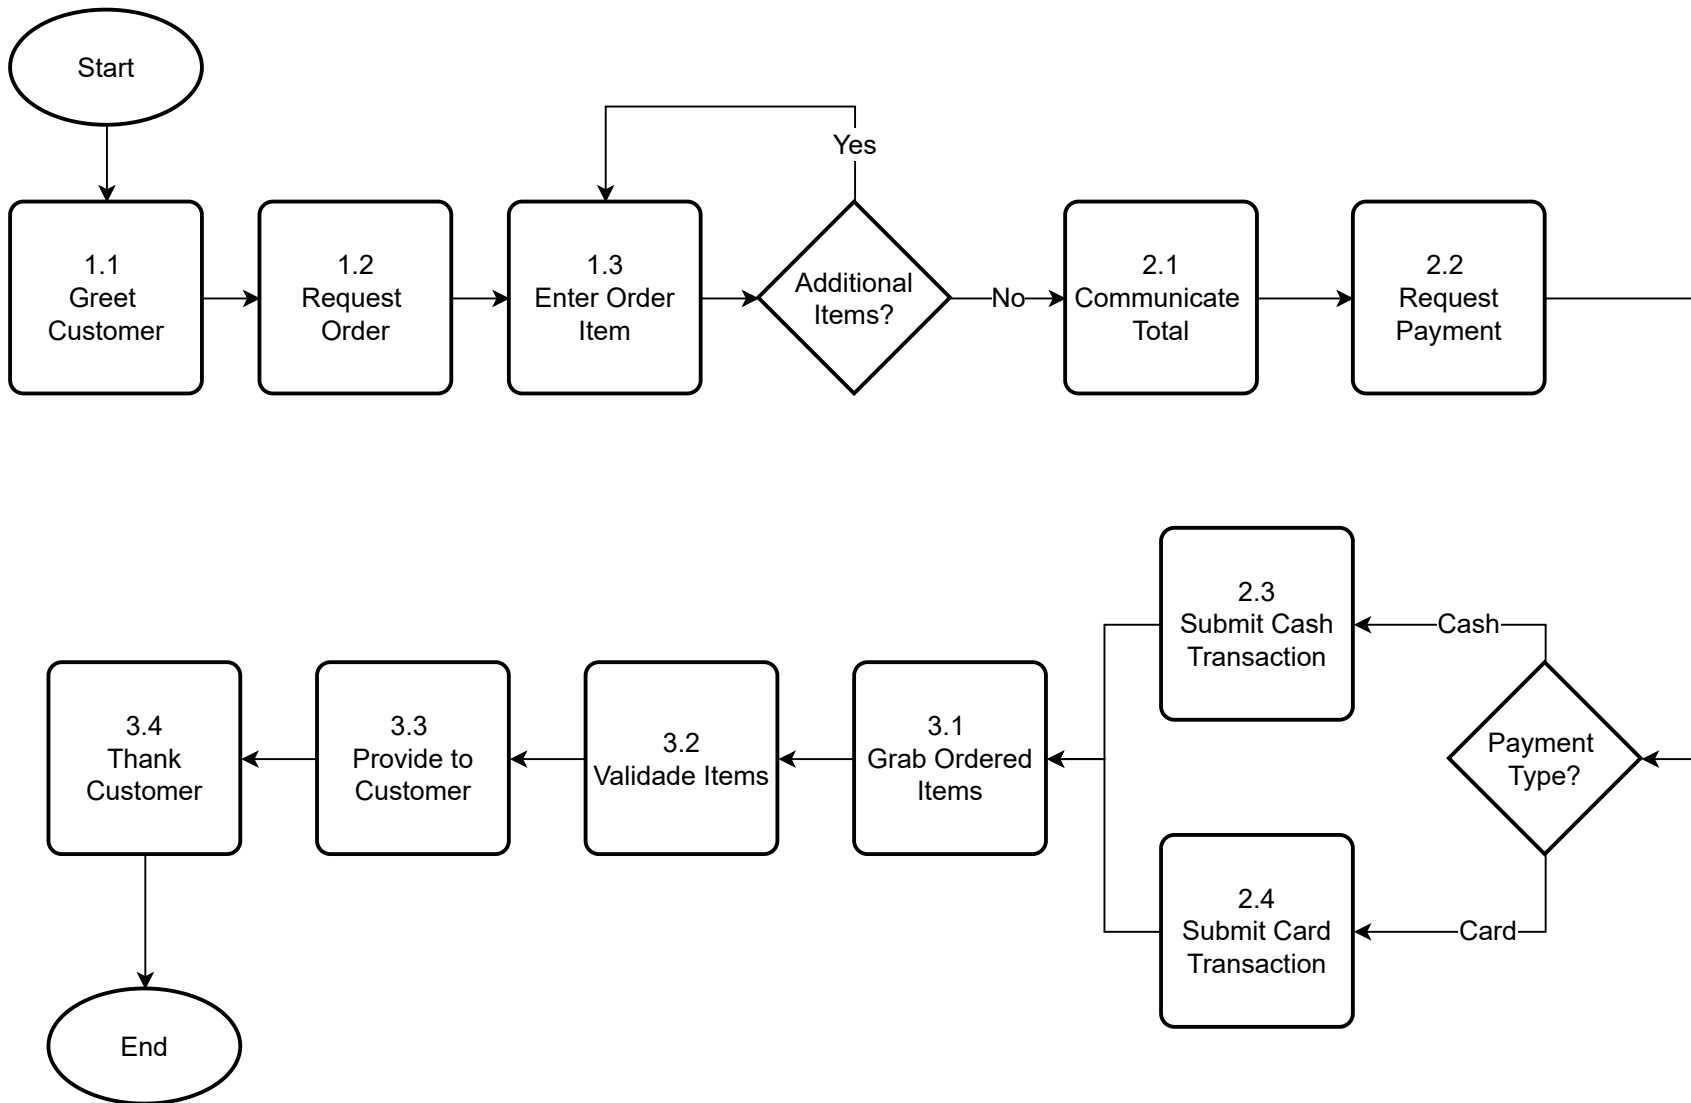 Start
Yes
1.1
Greet
Customer
1.2
Request
Order
1.3
Enter Order
Item
Additional
Items?
No
2.1
Communicate
Total
2.2
Request
Payment
Payment
Type?
Cash
2.3
Submit Cash
Transaction
Card
2.4
Submit Card
Transaction
3.1
Grab Ordered
Items
3.2
Validade Items
3.3
Provide to
Customer
3.4
Thank
Customer
End